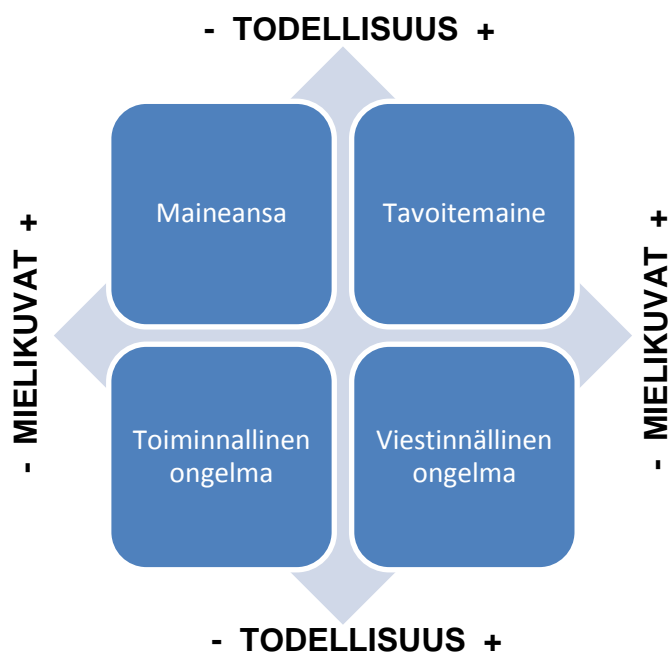 - TODELLISUUS +
Maineansa
Tavoitemaine
- MIELIKUVAT +
- MIELIKUVAT +
Toiminnallinen
ongelma
Viestinnällinen
ongelma
- TODELLISUUS +